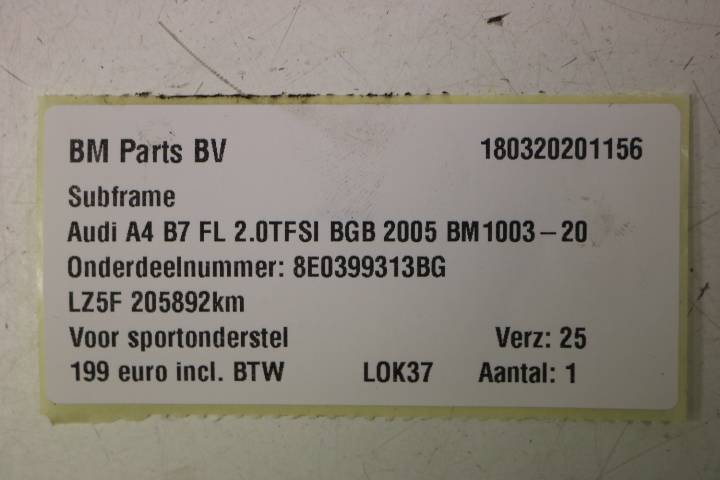 BM Parts BV 180320201156
Subframe
Audi A4 B7 FL 2.0TFSI BGB 2005 BM1003-20
Onderdeelnummer: 8E0399313BG
LZ5F 205892km
Voor sportonderstel Verz: 25
199 euro incl. BTW LOK37 Aantal: 1